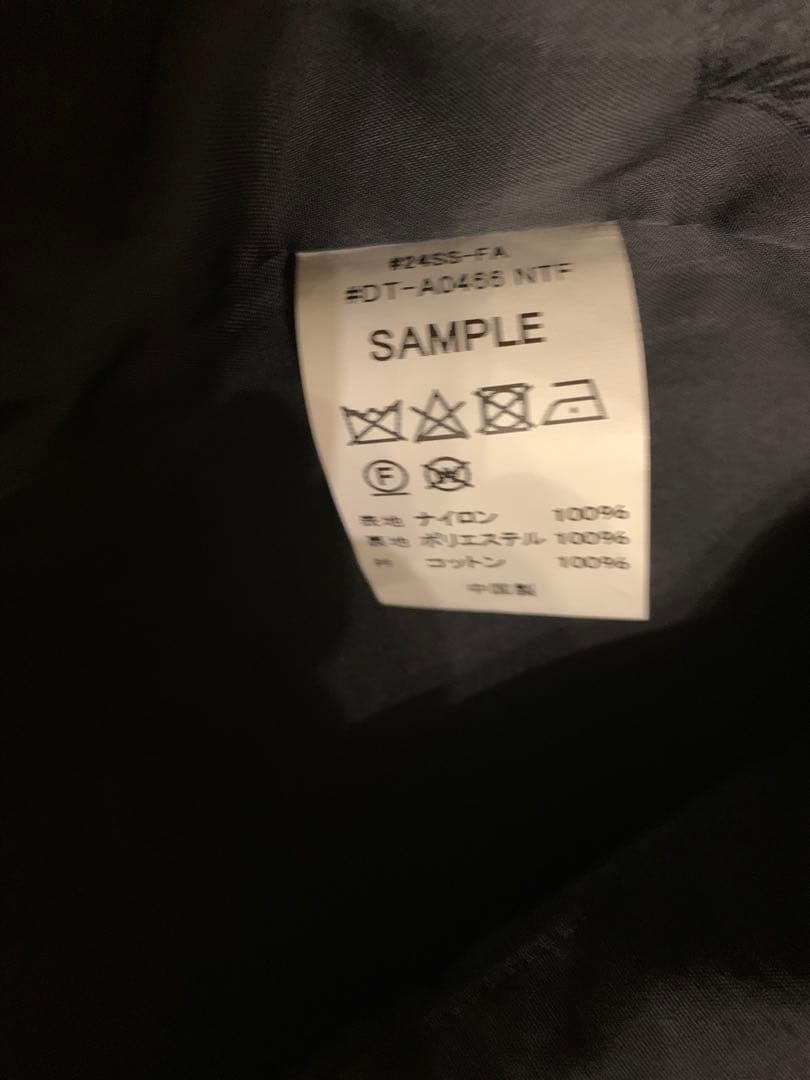 #24SS-FA
#DT-A0466 NTF
SAMPLE
F W
表地 ナイロン 100%
裏地 ポリエステル 100%
コットン 100%
中国製